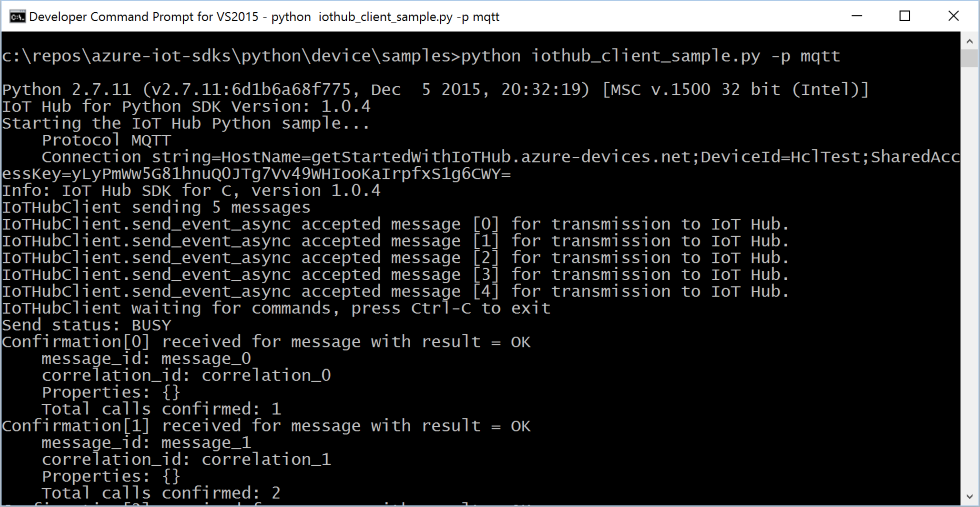 Developer Command Prompt for VS2015 - python  iothub_client_sample.py -p mqtt
c:\repos\azure-iot-sdks\python\device\samples>python iothub_client_sample.py -p mqtt
Python 2.7.11 (v2.7.11:6d1b6a68f775, Dec  5 2015, 20:32:19) [MSC v.1500 32 bit (Intel)]
IoT Hub for Python SDK Version: 1.0.4
Starting the IoT Hub Python sample...
    Protocol MQTT
    Connection string=HostName=getStartedWithIoTHub.azure-devices.net;DeviceId=HclTest;SharedAcc
essKey=yLyPmWw5G81hnuQ0JTg7Vv49WHIooKaIrpfxS1g6CWY=
Info: IoT Hub SDK for C, version 1.0.4
IoTHubClient sending 5 messages
IoTHubClient.send_event_async accepted message [0] for transmission to IoT Hub.
IoTHubClient.send_event_async accepted message [1] for transmission to IoT Hub.
IoTHubClient.send_event_async accepted message [2] for transmission to IoT Hub.
IoTHubClient.send_event_async accepted message [3] for transmission to IoT Hub.
IoTHubClient.send_event_async accepted message [4] for transmission to IoT Hub.
IoTHubClient waiting for commands, press Ctrl-C to exit
Send status: BUSY
Confirmation[0] received for message with result = OK
    message_id: message_0
    correlation_id: correlation_0
    Properties: {}
    Total calls confirmed: 1
Confirmation[1] received for message with result = OK
    message_id: message_1
    correlation_id: correlation_1
    Properties: {}
    Total calls confirmed: 2